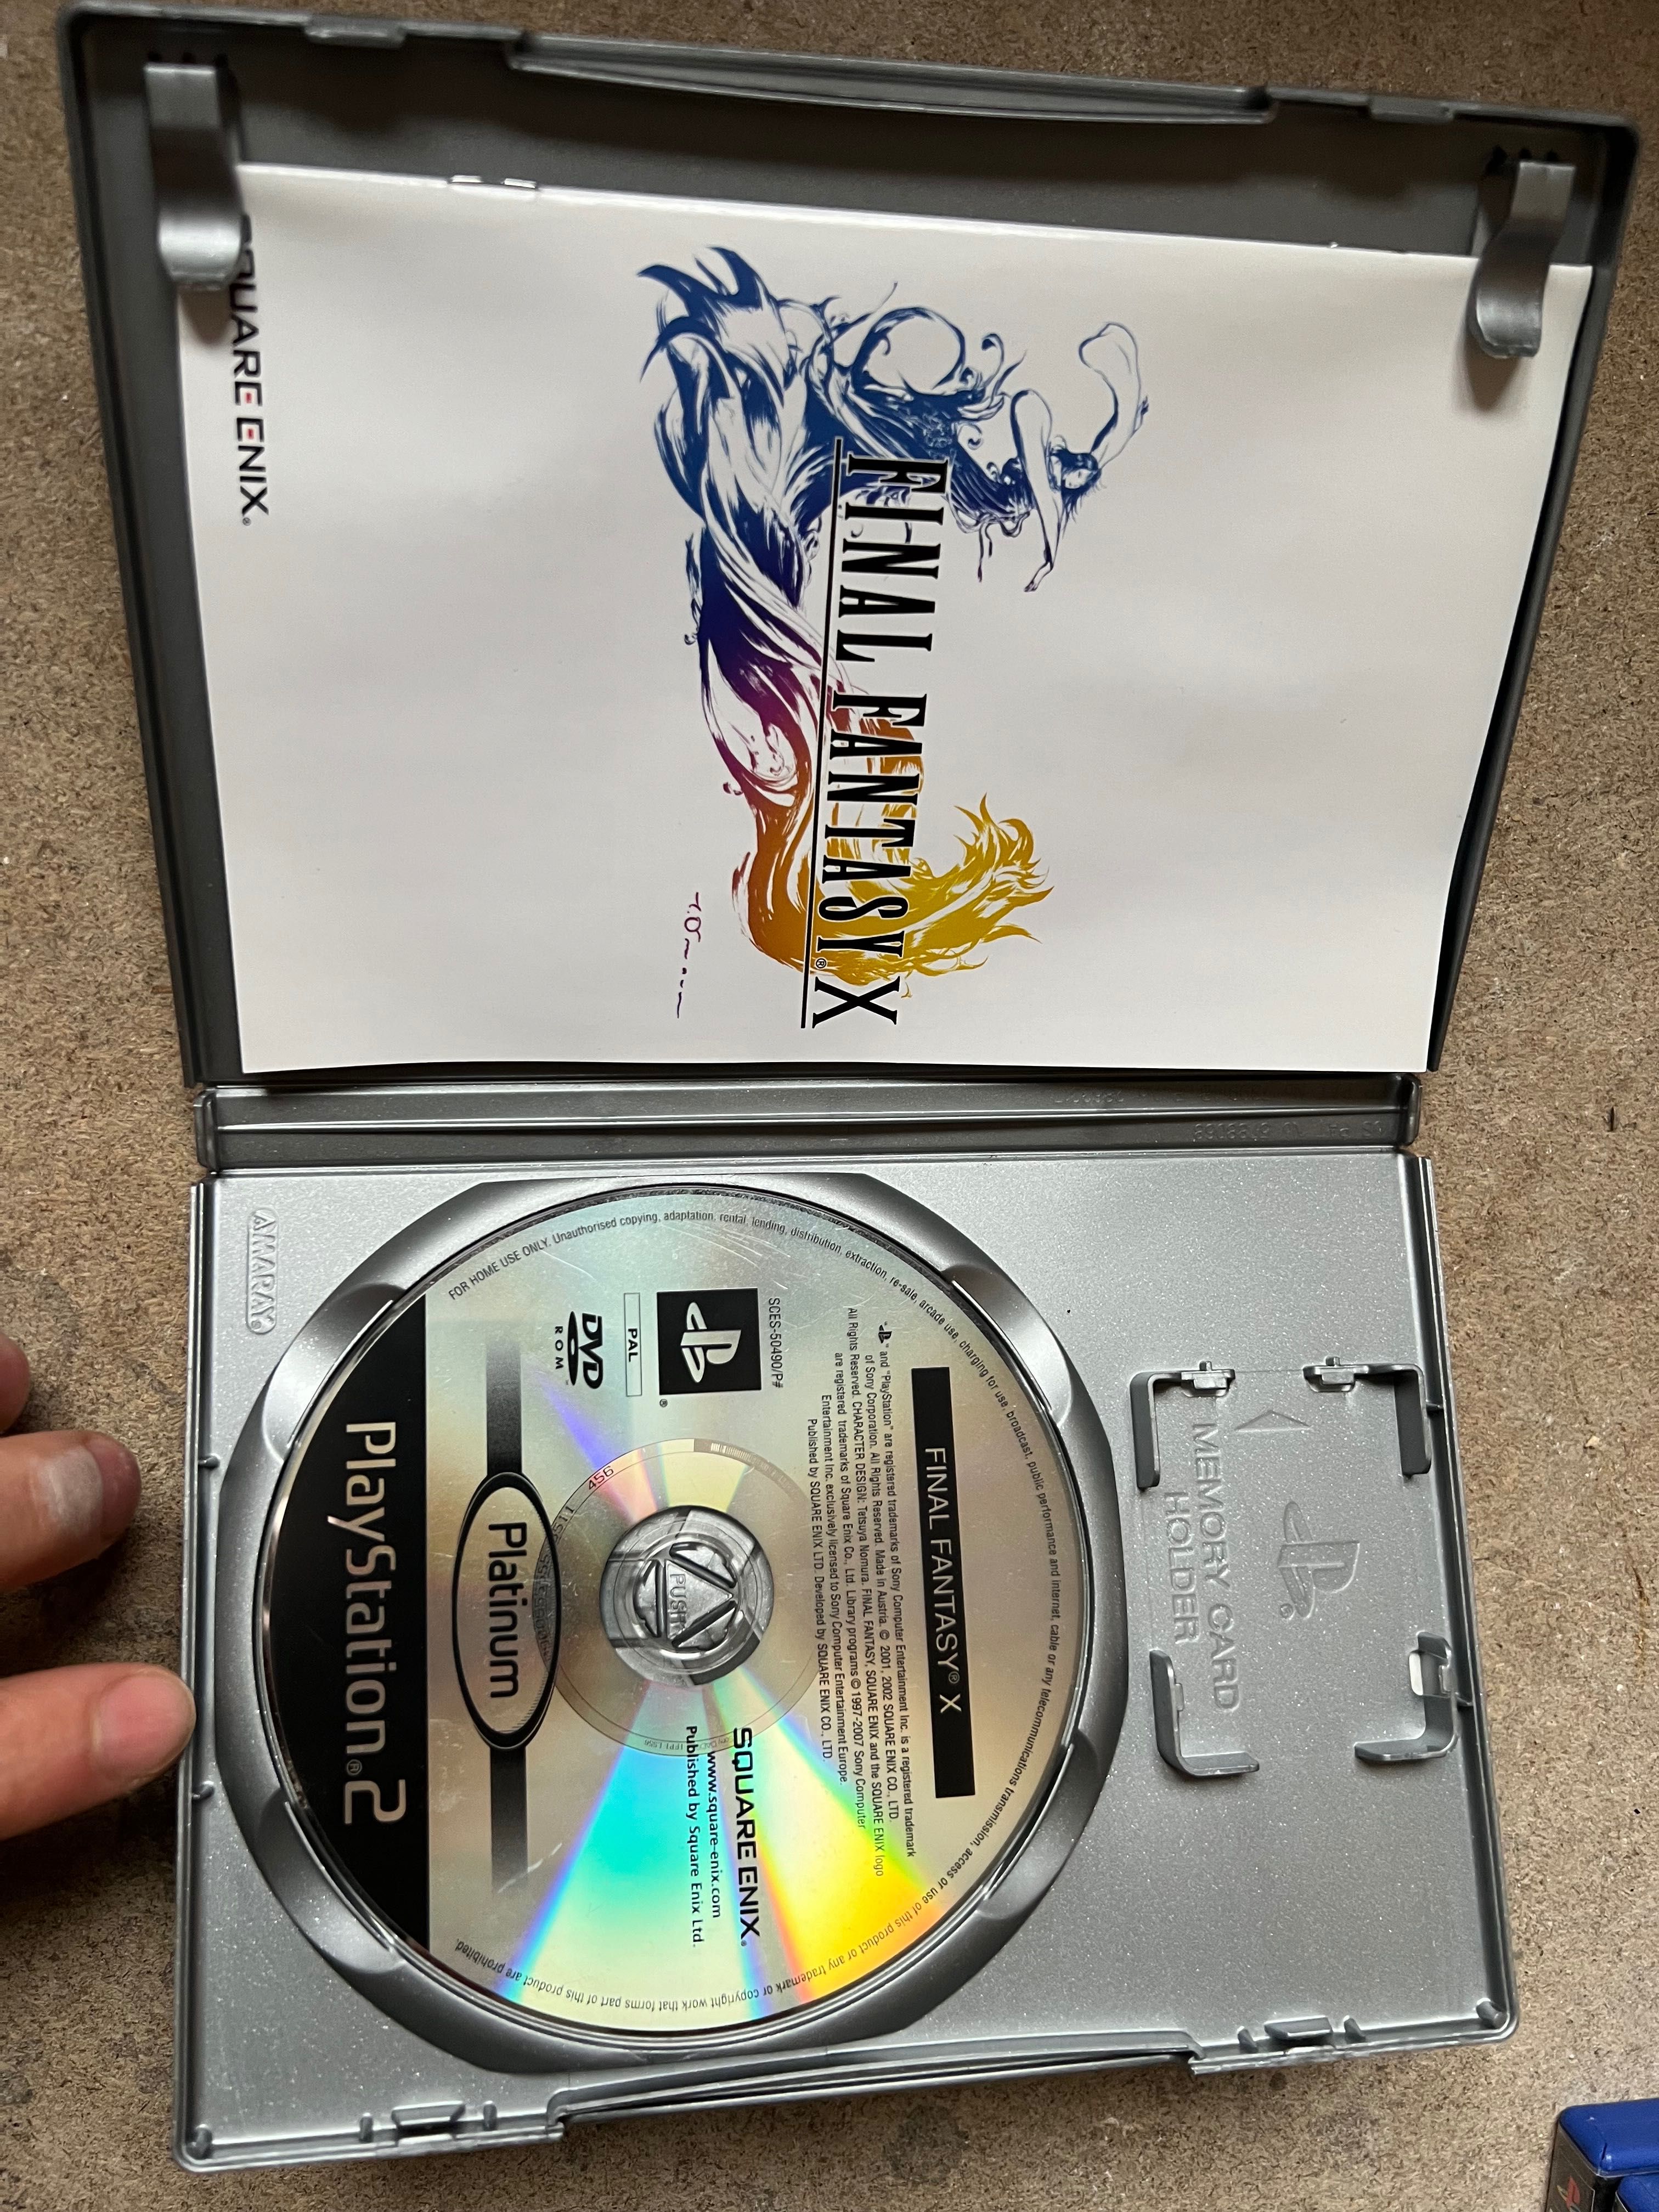 FINAL FANTASY® X
SQUARE ENIX®
AMARAY®
MEMORY CARD
HOLDER
FINAL FANTASY® X
"PS" and "PlayStation" are registered trademarks of Sony Computer Entertainment Inc. is a registered trademark
of Sony Corporation. All Rights Reserved. Made in Austria. © 2001, 2002 SQUARE ENIX CO., LTD.
All Rights Reserved. CHARACTER DESIGN: Tetsuya Nomura. FINAL FANTASY, SQUARE ENIX and the SQUARE ENIX logo
are registered trademarks of Square Enix Co., Ltd. Library programs © 1997-2007 Sony Computer
Entertainment Inc. exclusively licensed to Sony Computer Entertainment Europe.
Published by SQUARE ENIX LTD. Developed by SQUARE ENIX CO., LTD.
SCES-50490/P#
PAL
DVD
ROM
PUSH
456
SQUARE ENIX®
www.square-enix.com
Published by Square Enix Ltd.
Platinum
PlayStation®2
FOR HOME USE ONLY. Unauthorised copying, adaptation, rental, lending, distribution, extraction, re-sale, arcade use, charging for use, broadcast, public performance and internet, cable or any telecommunications transmission, access or use of this product or any trademark or copyright work that forms part of this product are prohibited.